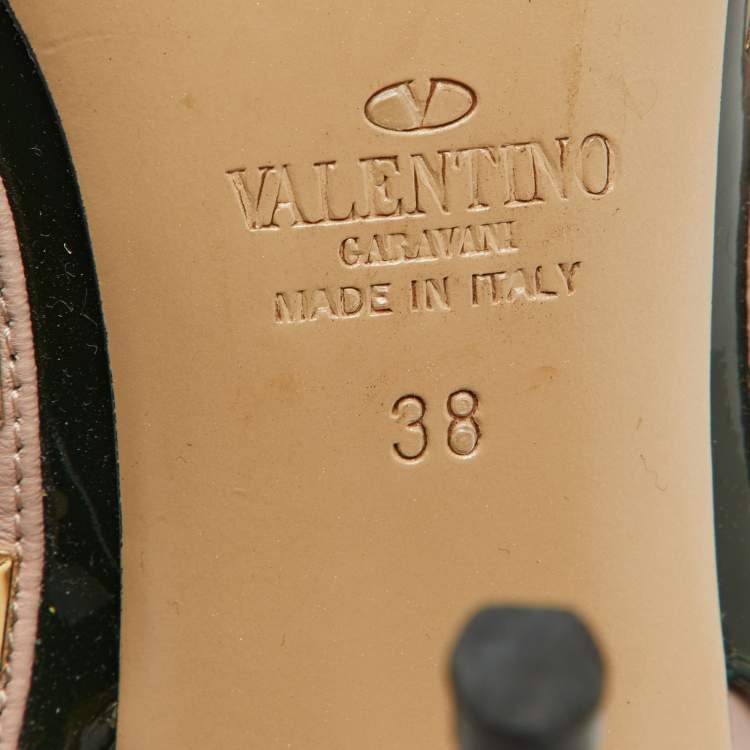 V
VALENTINO
GARAVANI
MADE IN ITALY
38